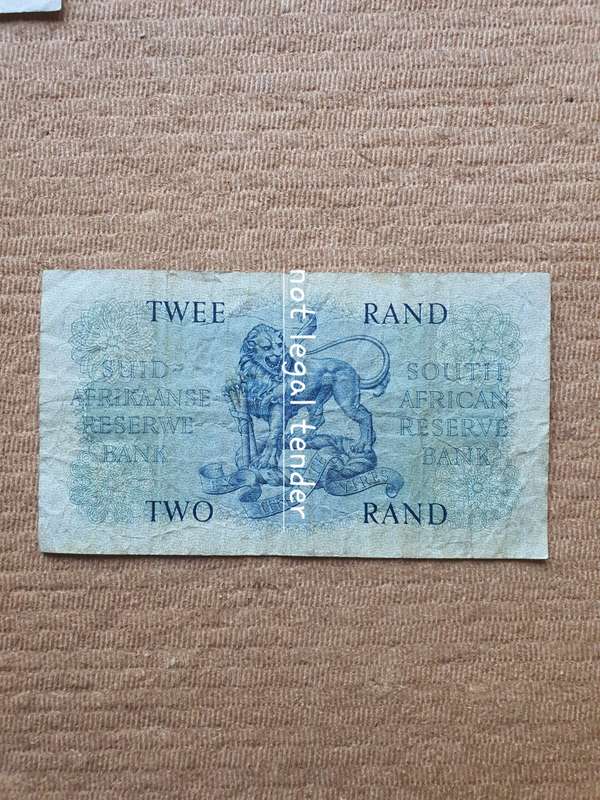 TWEE RAND
SUID-
AFRIKAANSE
RESERWE-
BANK
SOUTH
AFRICAN
RESERVE
BANK
TWO RAND
not legal tender